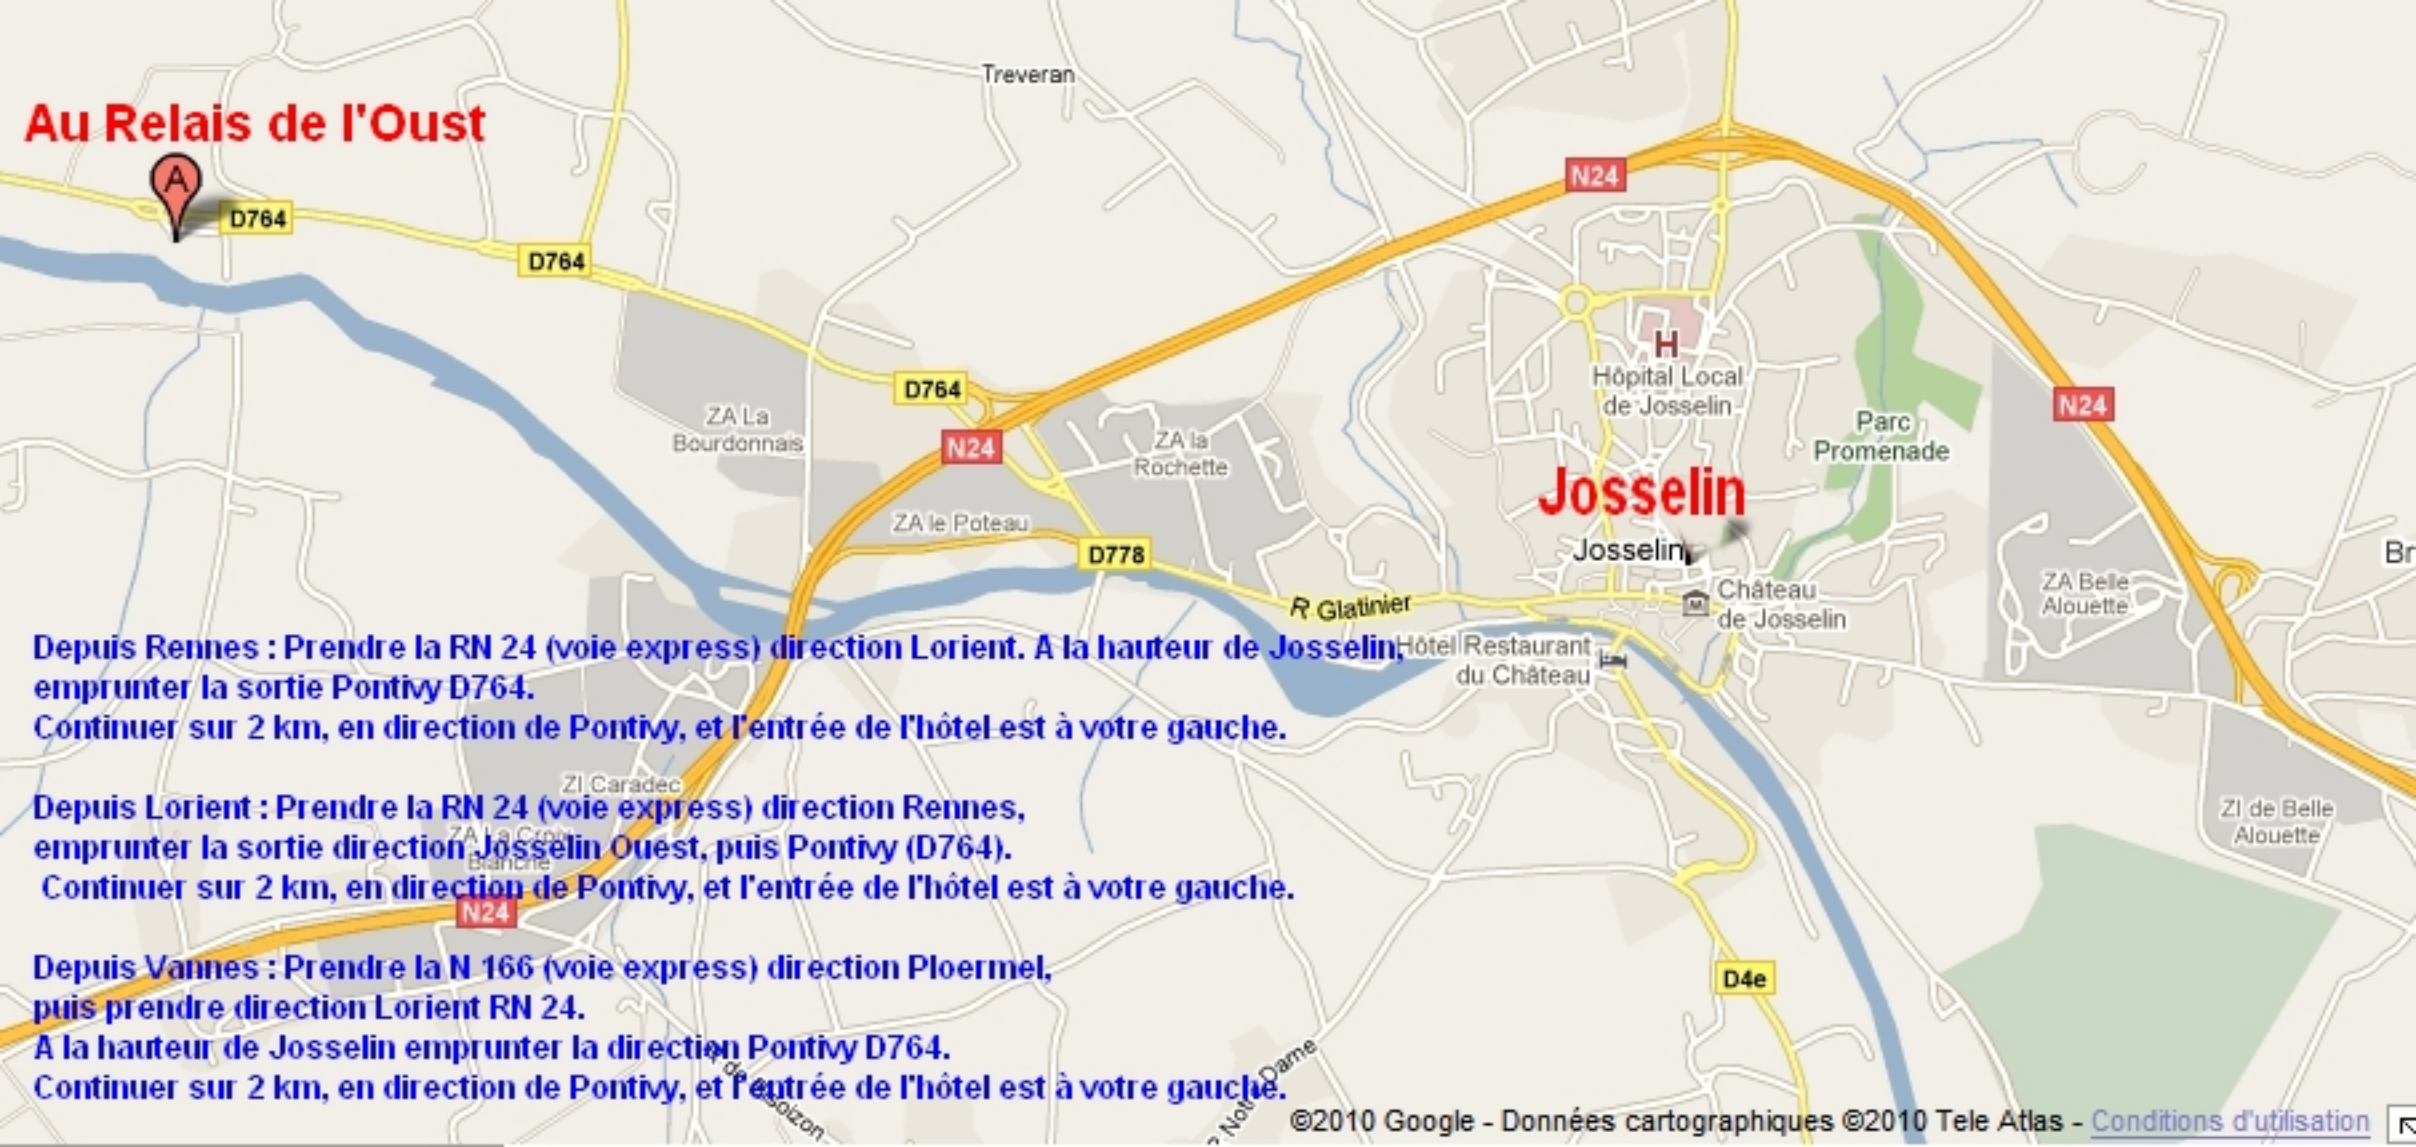 Treveran
Au Relais de l'Oust
A
D764
D764
N24
D764
N24
H
Hôpital Local
de Josselin
N24
ZA La
Bourdonnais
ZA la
Rochette
Parc
Promenade
Josselin
ZA le Poteau
D778
Josselin
Br
R Glatinier
Château
de Josselin
ZA Belle
Alouette
Hôtel Restaurant
du Château
Depuis Rennes : Prendre la RN 24 (voie express) direction Lorient. A la hauteur de Josselin,
emprunter la sortie Pontivy D764.
Continuer sur 2 km, en direction de Pontivy, et l'entrée de l'hôtel est à votre gauche.
ZI Caradec
Depuis Lorient : Prendre la RN 24 (voie express) direction Rennes,
ZA La Croix
Blanche
emprunter la sortie direction Josselin Ouest, puis Pontivy (D764).
Continuer sur 2 km, en direction de Pontivy, et l'entrée de l'hôtel est à votre gauche.
N24
ZI de Belle
Alouette
Depuis Vannes : Prendre la N 166 (voie express) direction Ploermel,
puis prendre direction Lorient RN 24.
A la hauteur de Josselin emprunter la direction Pontivy D764.
Continuer sur 2 km, en direction de Pontivy, et l'entrée de l'hôtel est à votre gauche.
D4e
Dame
©2010 Google - Données cartographiques ©2010 Tele Atlas - Conditions d'utilisation